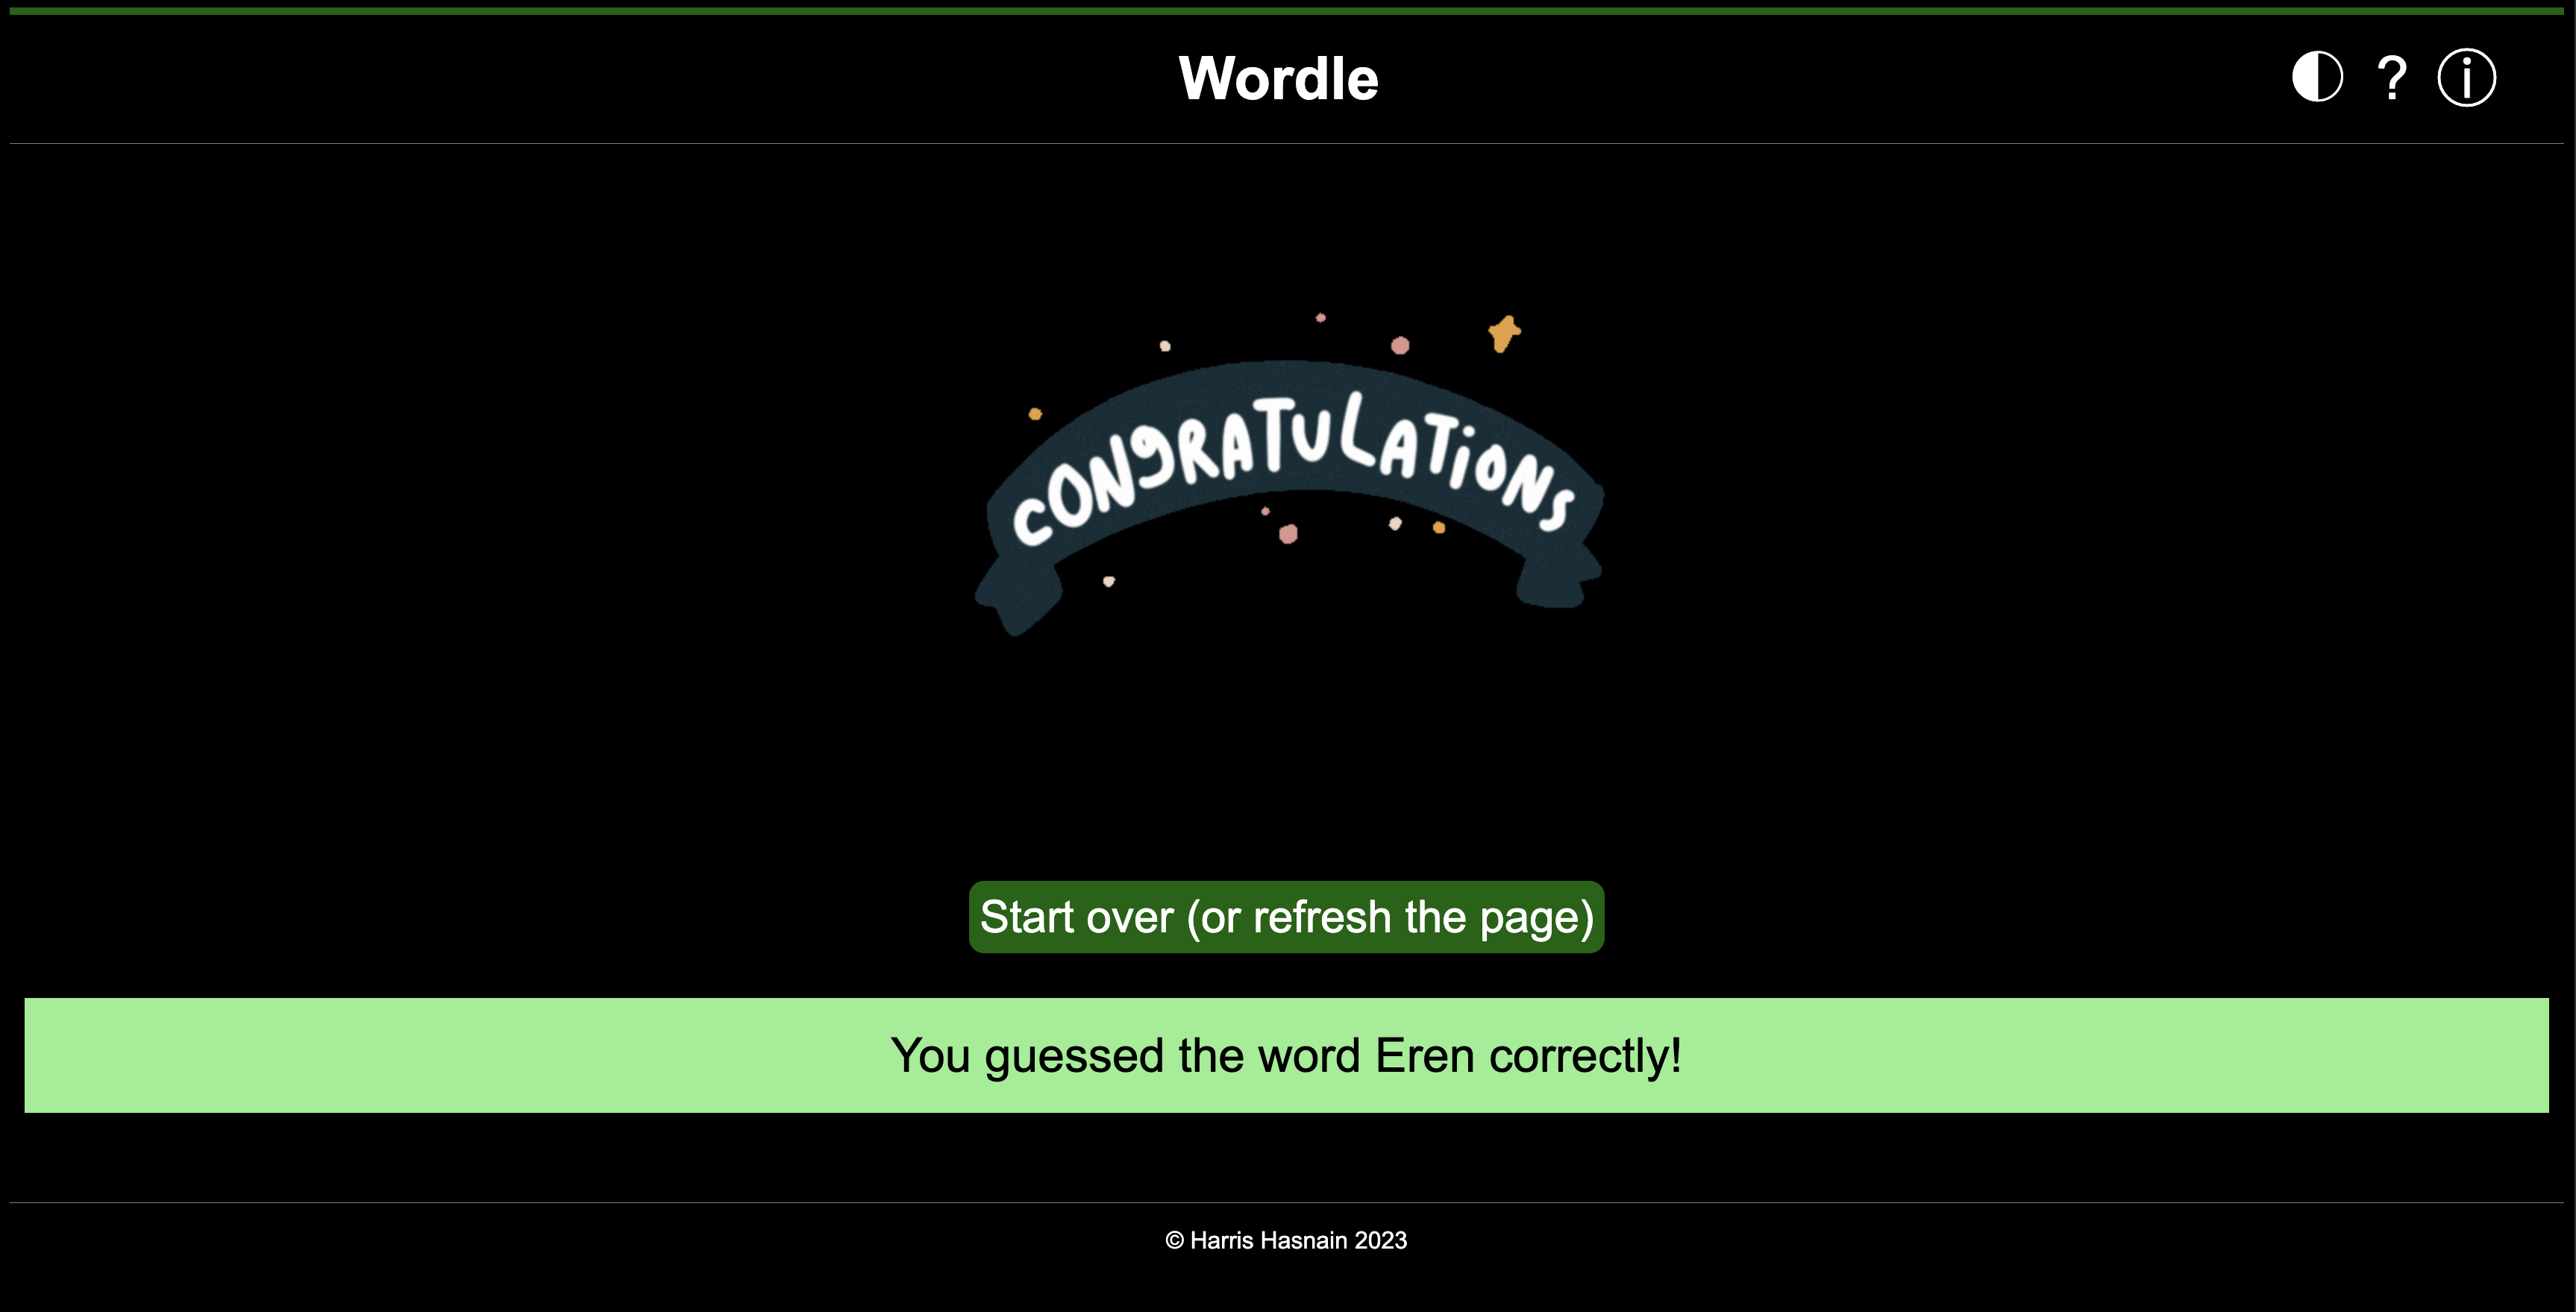 Wordle
? i
CONGRATULATiONS
Start over (or refresh the page)
You guessed the word Eren correctly!
© Harris Hasnain 2023